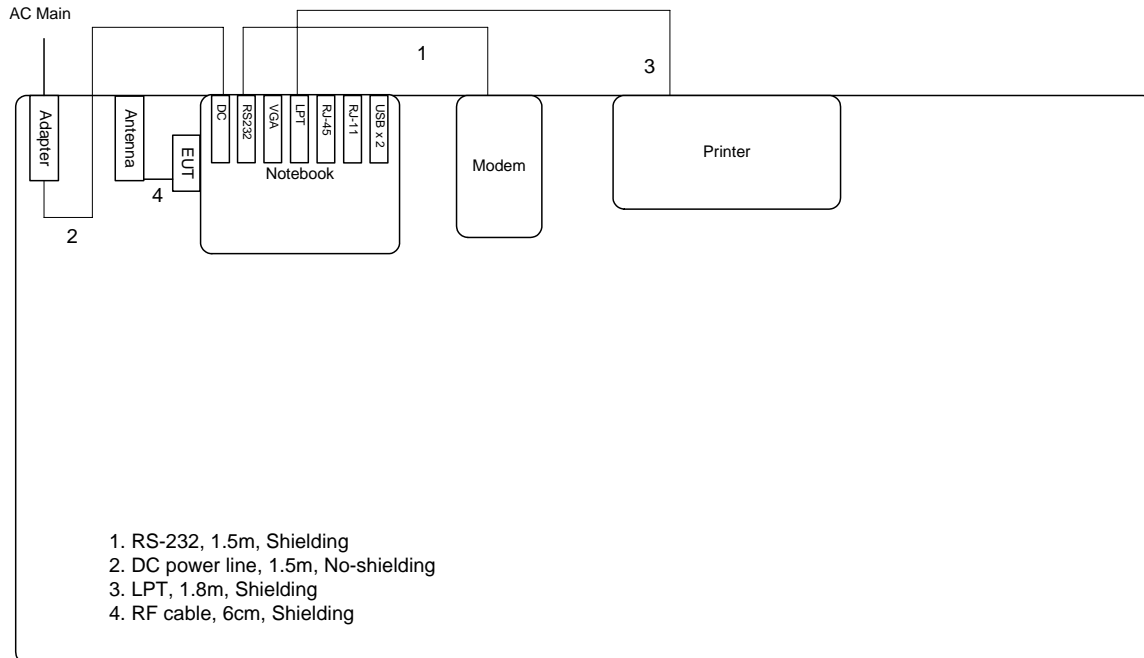 AC Main
1
3
Adapter
Antenna
EUT
DC
RS232
VGA
LPT
RJ-45
RJ-11
USB x 2
Notebook
Modem
Printer
4
2
1. RS-232, 1.5m, Shielding
2. DC power line, 1.5m, No-shielding
3. LPT, 1.8m, Shielding
4. RF cable, 6cm, Shielding